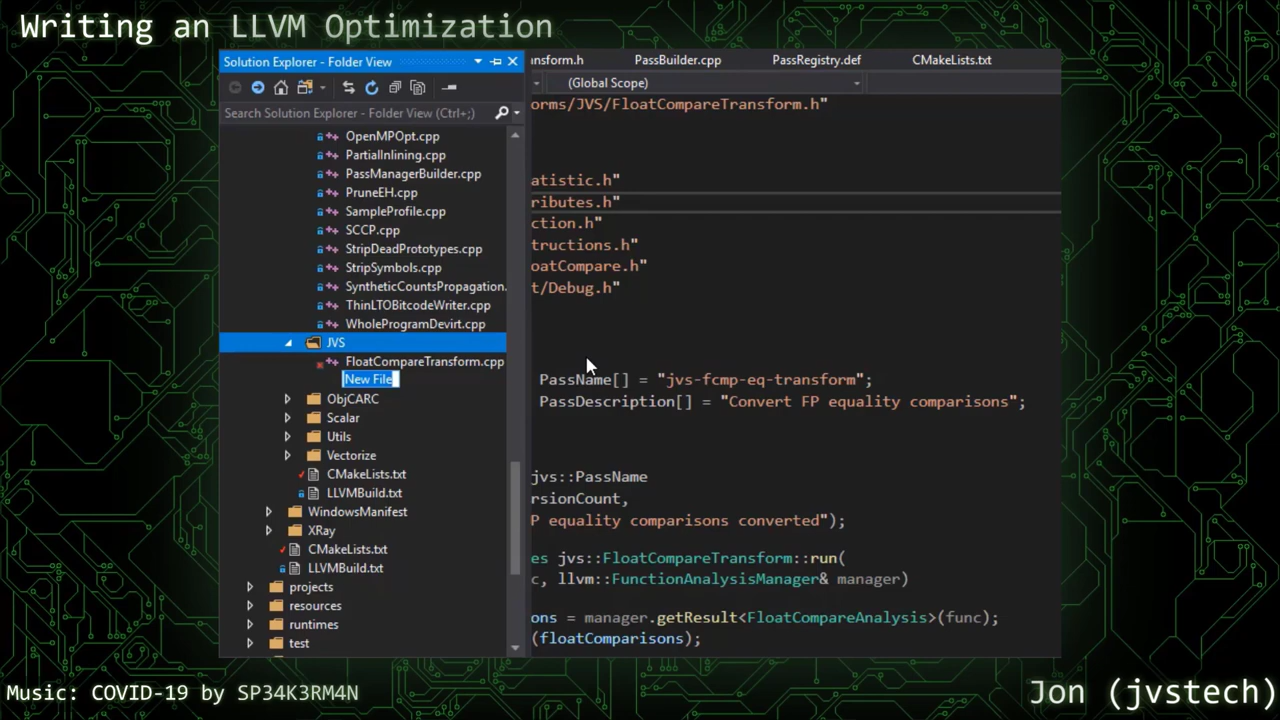 Writing an LLVM Optimization
Solution Explorer - Folder View
Search Solution Explorer - Folder View (Ctrl+;)
OpenMPOpt.cpp
PartialInlining.cpp
PassManagerBuilder.cpp
PruneEH.cpp
SampleProfile.cpp
SCCP.cpp
StripDeadPrototypes.cpp
StripSymbols.cpp
SyntheticCountsPropagation.
ThinLTOBitcodeWriter.cpp
WholeProgramDevirt.cpp
JVS
FloatCompareTransform.cpp
New File
ObjCARC
Scalar
Utils
Vectorize
CMakeLists.txt
LLVMBuild.txt
WindowsManifest
XRay
CMakeLists.txt
LLVMBuild.txt
projects
resources
runtimes
test
ansform.h PassBuilder.cpp PassRegistry.def CMakeLists.txt
(Global Scope)
orms/JVS/FloatCompareTransform.h"
atistic.h"
ributes.h"
ction.h"
tructions.h"
oatCompare.h"
t/Debug.h"
PassName[] = "jvs-fcmp-eq-transform";
PassDescription[] = "Convert FP equality comparisons";
jvs::PassName
rsionCount,
P equality comparisons converted");
es jvs::FloatCompareTransform::run(
c, llvm::FunctionAnalysisManager& manager)
ons = manager.getResult<FloatCompareAnalysis>(func);
(floatComparisons);
Music: COVID-19 by SP34K3RM4N
Jon (jvstech)